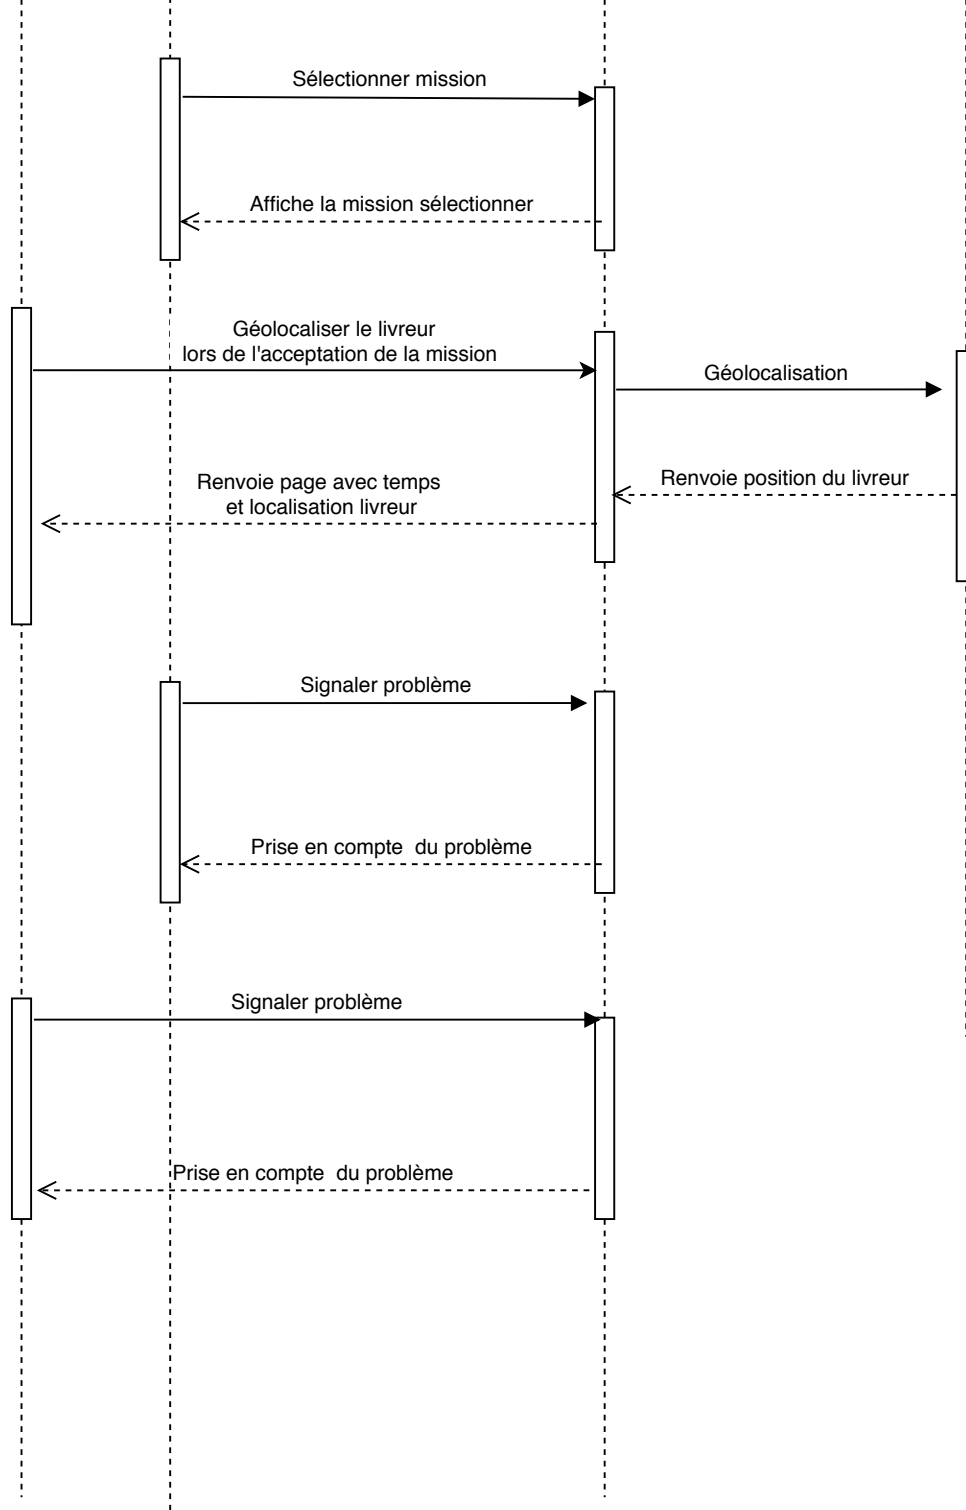 Sélectionner mission
Affiche la mission sélectionner
Géolocaliser le livreur
lors de l'acceptation de la mission
Géolocalisation
Renvoie position du livreur
Renvoie page avec temps
et localisation livreur
Signaler problème
Prise en compte  du problème
Signaler problème
Prise en compte  du problème